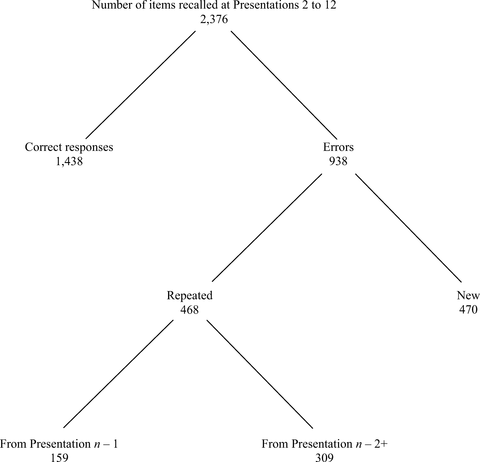 Number of items recalled at Presentations 2 to 12
2,376
Correct responses
1,438
Errors
938
Repeated
468
New
470
From Presentation n – 1
159
From Presentation n – 2+
309